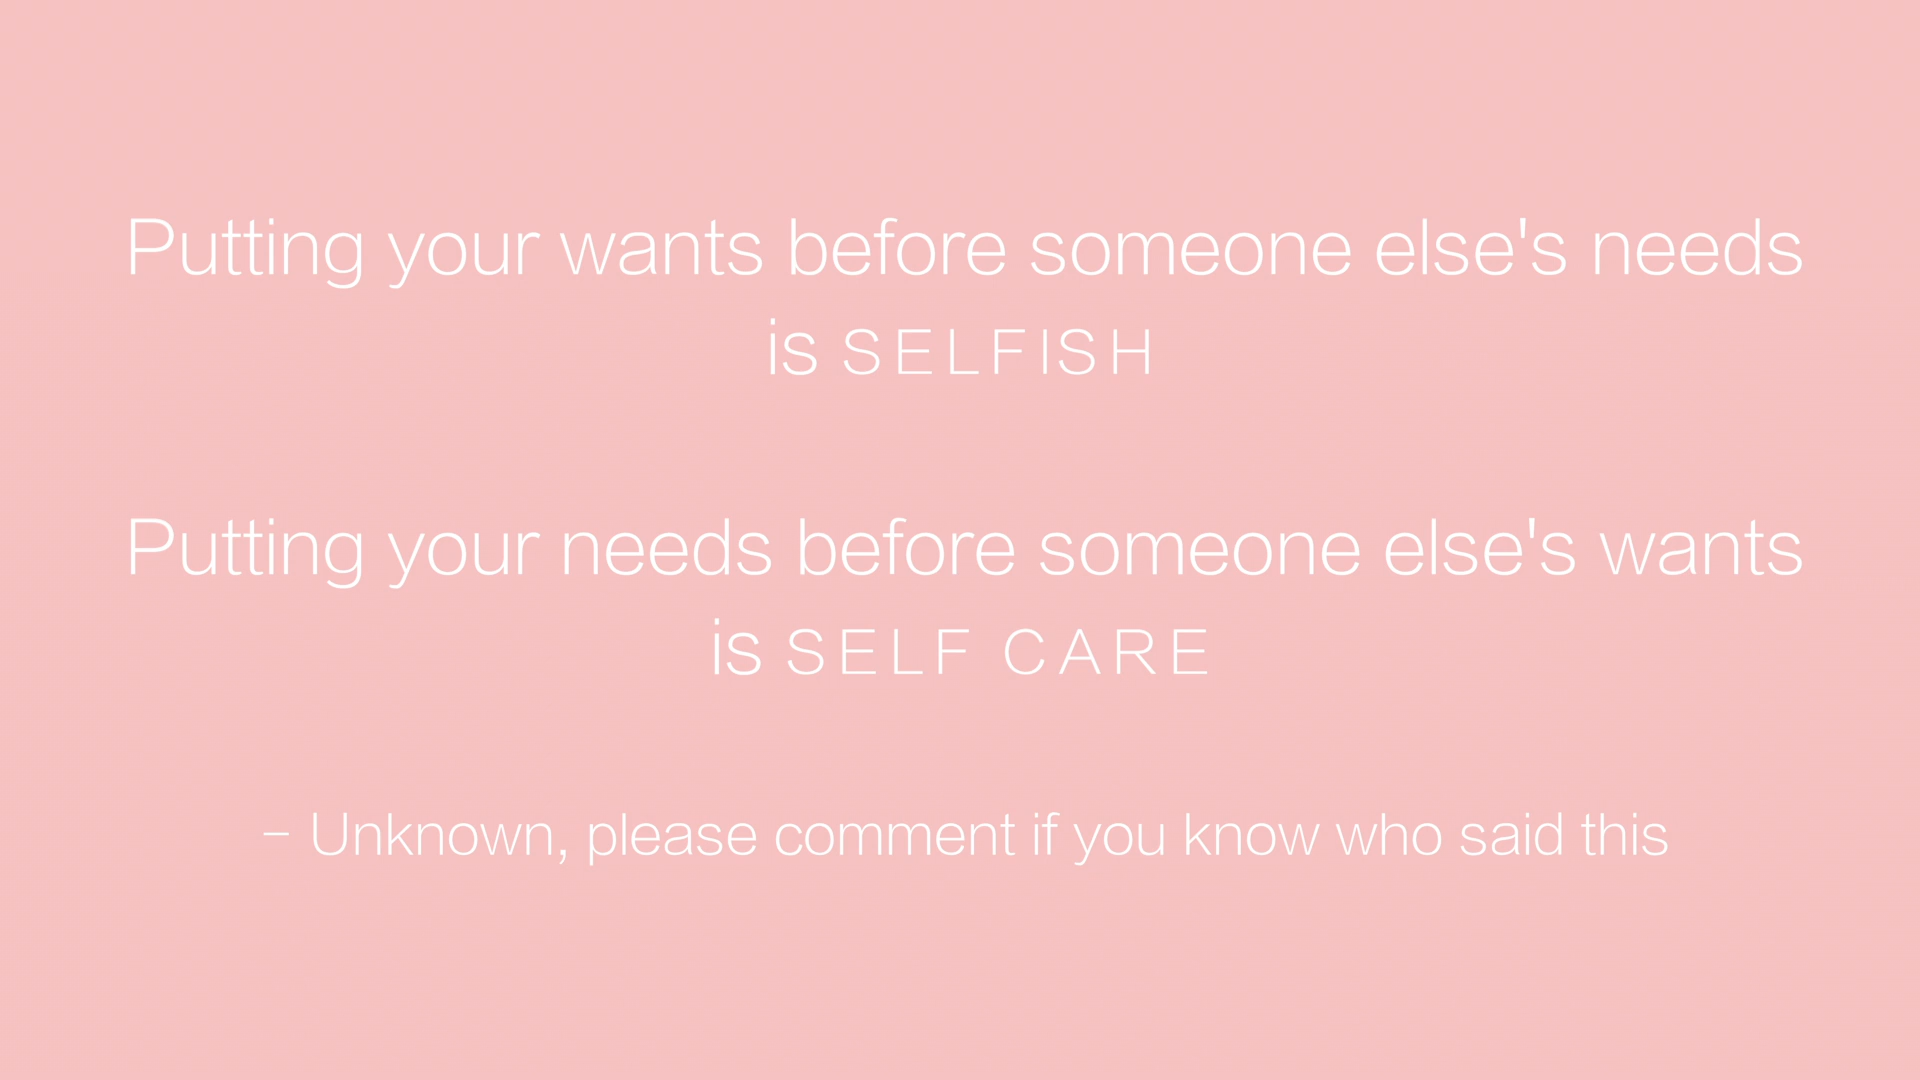 Putting your wants before someone else's needs
is SELFISH
Putting your needs before someone else's wants
is SELF CARE
– Unknown, please comment if you know who said this